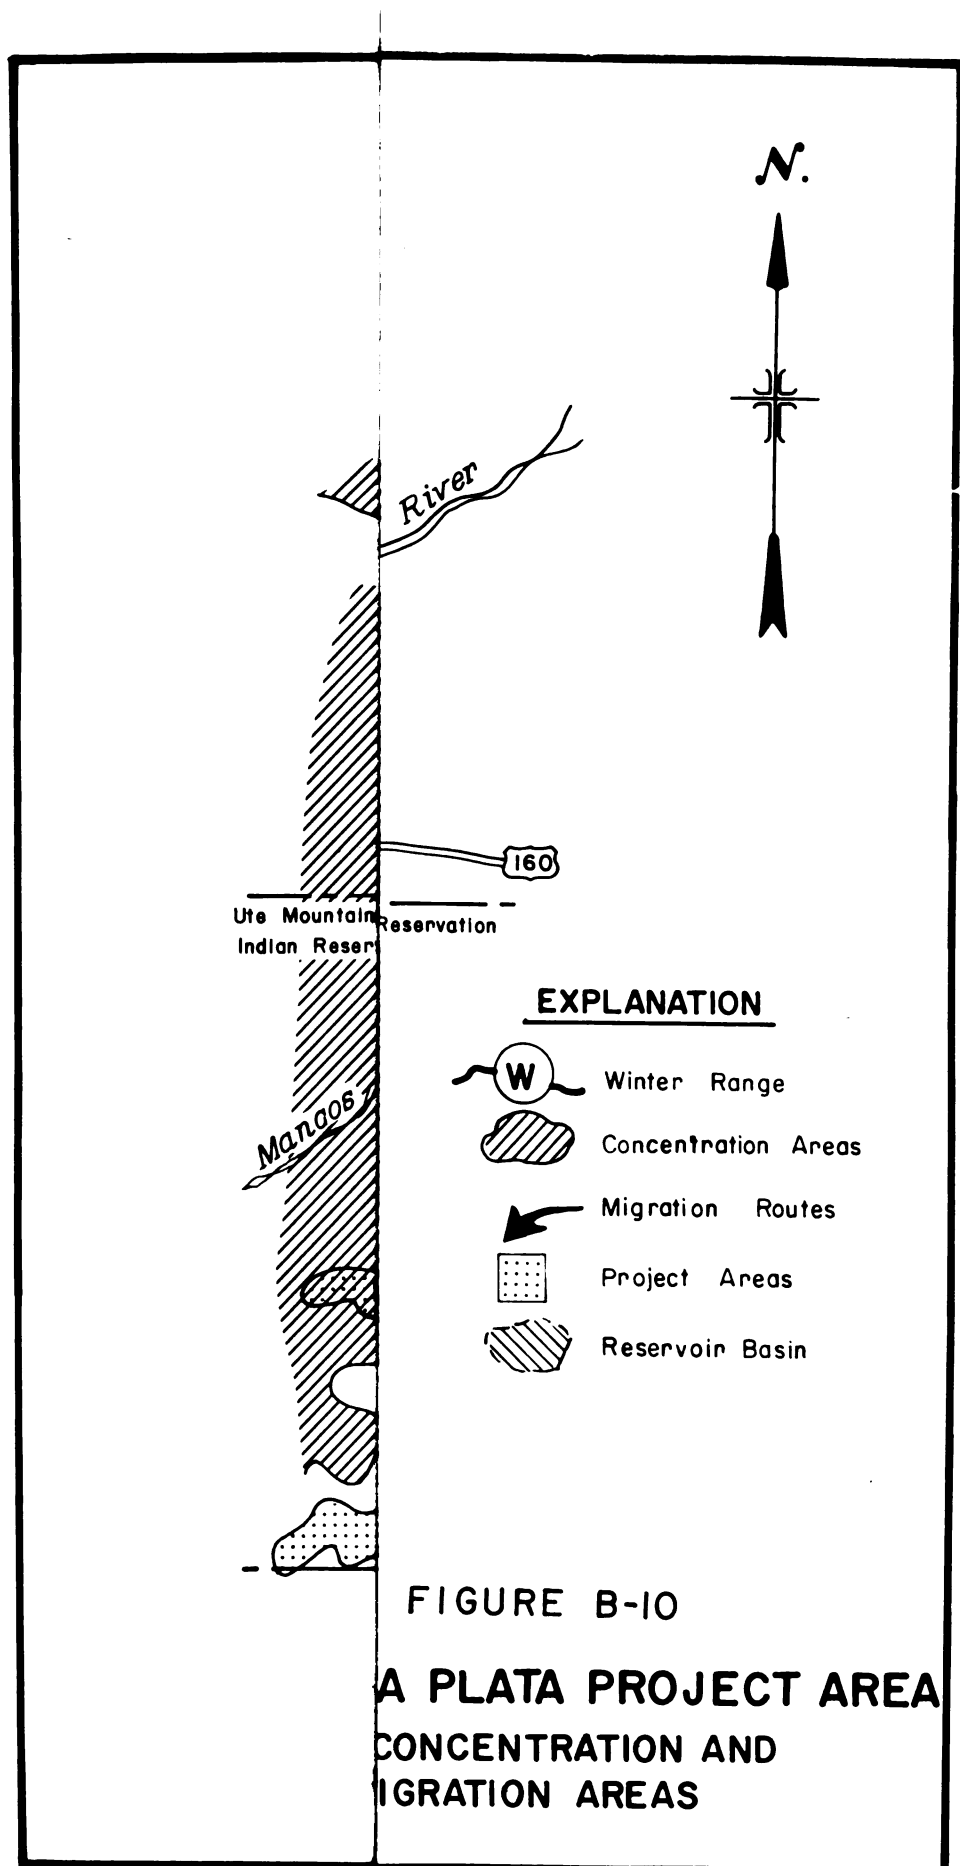 N.
River
160
Ute Mountain
Reservation
Indian Reser
EXPLANATION
W
Winter Range
Concentration Areas
Mancos
Migration Routes
Project Areas
Reservoir Basin
FIGURE B-10
A PLATA PROJECT AREA
CONCENTRATION AND
IGRATION AREAS